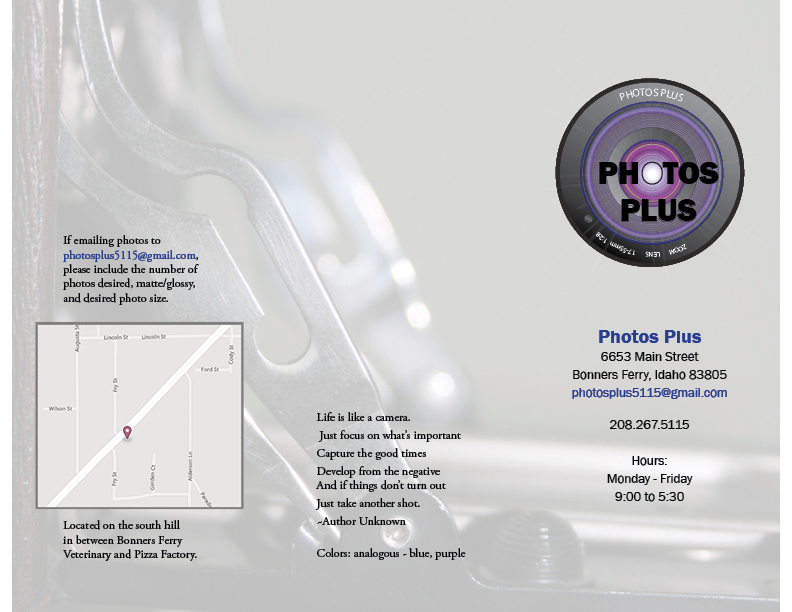 If emailing photos to
photosplus5115@gmail.com,
please include the number of
photos desired, matte/glossy,
and desired photo size.
Augusta St
Lincoln St
Lincoln St
Cody St
Ford St
Fry St
Wilson St
Fry St
Garden Ct
Alderson Ln
Located on the south hill
in between Bonners Ferry
Veterinary and Pizza Factory.
Life is like a camera.
Just focus on what's important
Capture the good times
Develop from the negative
And if things don't turn out
Just take another shot.
~Author Unknown
Colors: analogous - blue, purple
PHOTOS PLUS
PHOTOS
PLUS
ZOOM LENS 17-55mm 1:2.8
Photos Plus
6653 Main Street
Bonners Ferry, Idaho 83805
photosplus5115@gmail.com
208.267.5115
Hours:
Monday - Friday
9:00 to 5:30